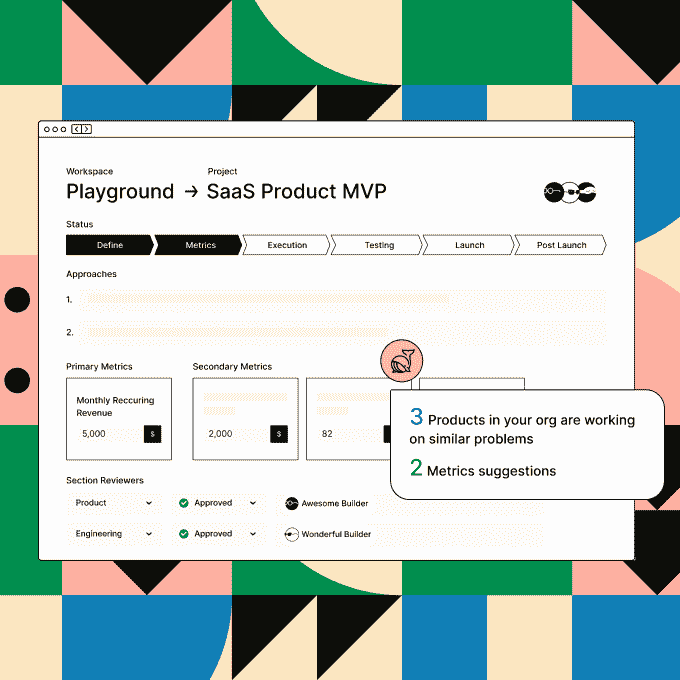 Workspace
Project
Playground → SaaS Product MVP
Status
Define
Metrics
Execution
Testing
Launch
Post Launch
Approaches
1.
2.
Primary Metrics
Secondary Metrics
Monthly Reccuring
Revenue
5,000
$
2,000
$
82
3 Products in your org are working
on similar problems
2 Metrics suggestions
Section Reviewers
Product
Approved
Awesome Builder
Engineering
Approved
Wonderful Builder